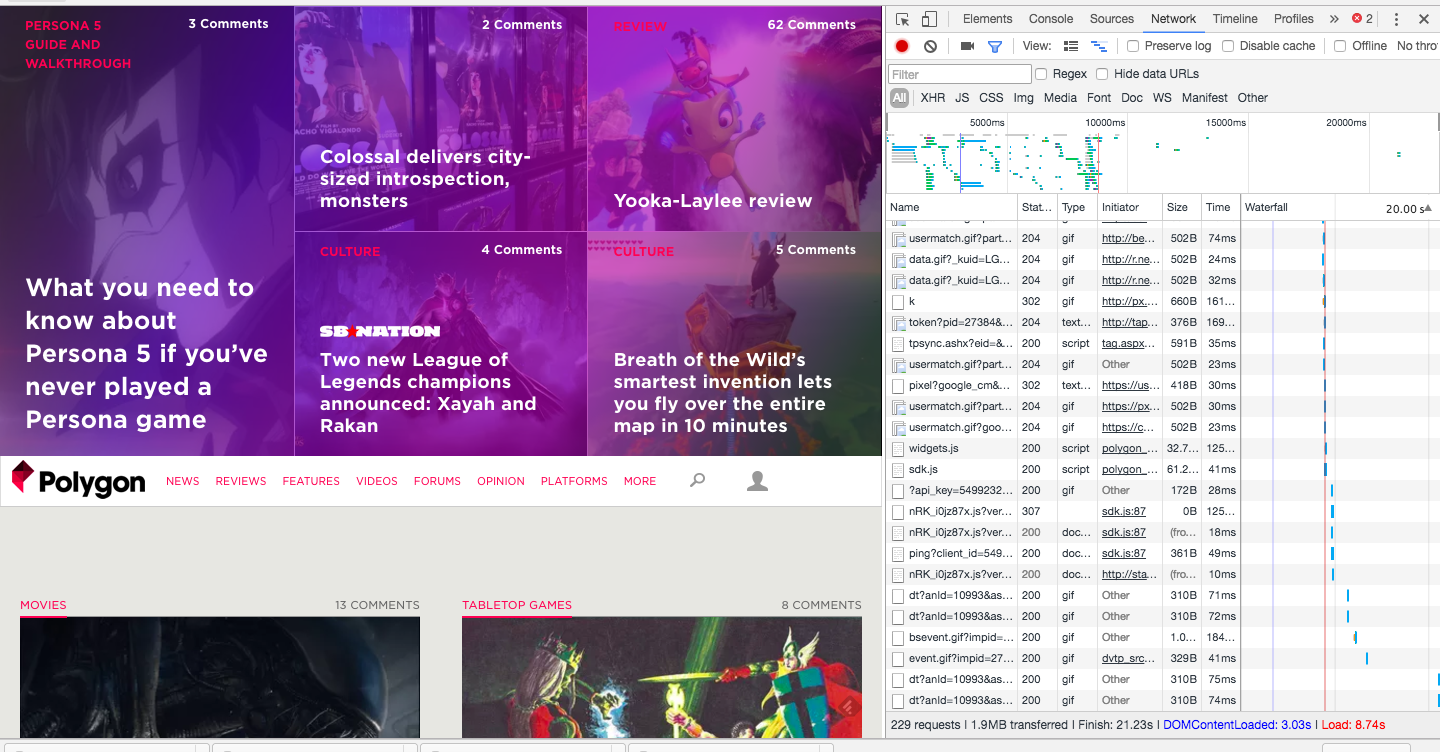 PERSONA 5
GUIDE AND
WALKTHROUGH
3 Comments
What you need to
know about
Persona 5 if you've
never played a
Persona game
2 Comments
Colossal delivers city-
sized introspection,
monsters
REVIEW
62 Comments
Yooka-Laylee review
CULTURE
4 Comments
SB NATION
Two new League of
Legends champions
announced: Xayah and
Rakan
CULTURE
5 Comments
Breath of the Wild's
smartest invention lets
you fly over the entire
map in 10 minutes
Polygon NEWS REVIEWS FEATURES VIDEOS FORUMS OPINION PLATFORMS MORE
MOVIES 13 COMMENTS
TABLETOP GAMES 8 COMMENTS
Elements Console Sources Network Timeline Profiles » 2
View: Preserve log Disable cache Offline No thro
Filter Regex Hide data URLs
All XHR JS CSS Img Media Font Doc WS Manifest Other
5000ms 10000ms 15000ms 20000ms
Name Stat... Type Initiator Size Time Waterfall 20.00 s
usermatch.gif?part... 204 gif http://be... 502B 74ms
data.gif?_kuid=LG... 204 gif http://r.ne... 502B 24ms
data.gif?_kuid=LG... 204 gif http://r.ne... 502B 32ms
k 302 gif http://px.... 660B 161...
token?pid=27384&... 204 text... http://tap... 376B 169...
tpsync.ashx?eid=&... 200 script tag.aspx... 591B 35ms
usermatch.gif?part... 204 gif Other 502B 23ms
pixel?google_cm&... 302 text... https://us... 418B 30ms
usermatch.gif?part... 204 gif https://px... 502B 30ms
usermatch.gif?goo... 204 gif https://c... 502B 23ms
widgets.js 200 script polygon_... 32.7... 125...
sdk.js 200 script polygon_... 61.2... 41ms
?api_key=5499232... 200 gif Other 172B 28ms
nRK_i0jz87x.js?ver... 307 sdk.js:87 0B 125...
nRK_i0jz87x.js?ver... 200 doc... sdk.js:87 (fro... 18ms
ping?client_id=549... 200 doc... sdk.js:87 361B 49ms
nRK_i0jz87x.js?ver... 200 doc... http://sta... (fro... 10ms
dt?anId=10993&as... 200 gif Other 310B 71ms
dt?anId=10993&as... 200 gif Other 310B 72ms
bsevent.gif?impid=... 200 gif Other 1.0... 184...
event.gif?impid=27... 200 gif dvtp_src... 329B 41ms
dt?anId=10993&as... 200 gif Other 310B 75ms
dt?anId=10993&as... 200 gif Other 310B 74ms
229 requests | 1.9MB transferred | Finish: 21.23s | DOMContentLoaded: 3.03s | Load: 8.74s